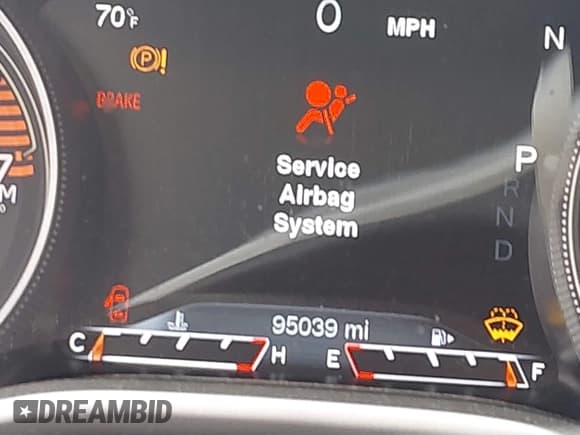 70°F
0 MPH
N
P
BRAKE
Service
Airbag
System
P
R
N
D
95039 mi
C H E F
DREAMBID